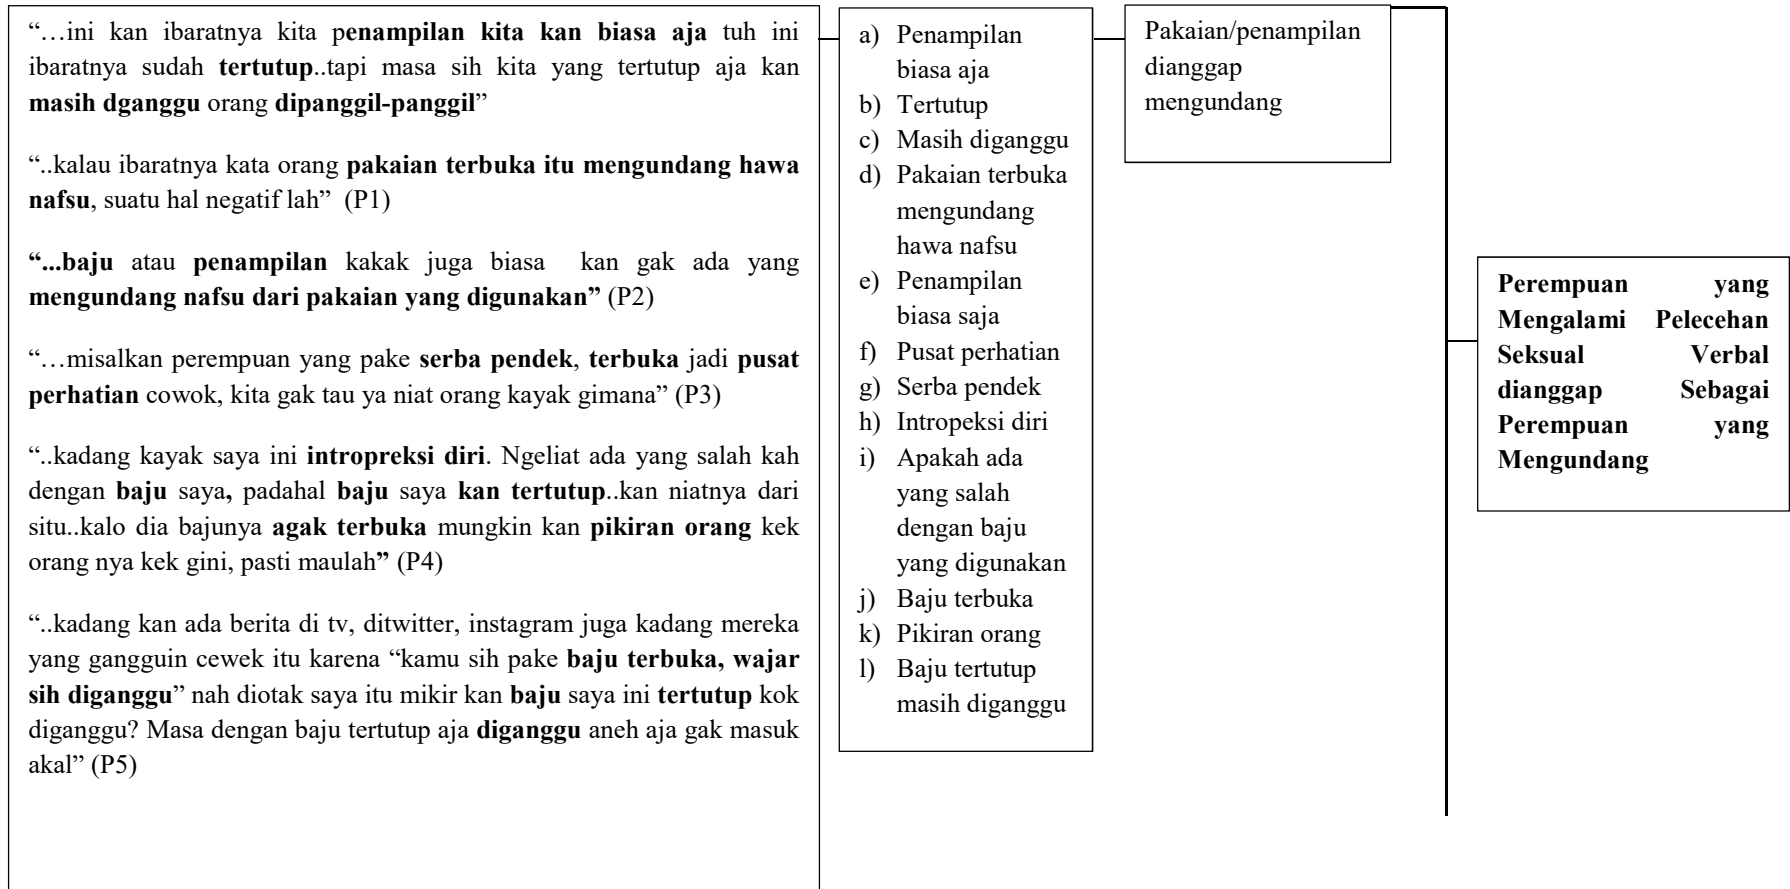 “…ini kan ibaratnya kita penampilan kita kan biasa aja tuh ini
ibaratnya sudah tertutup..tapi masa sih kita yang tertutup aja kan
masih dganggu orang dipanggil-panggil”
“..kalau ibaratnya kata orang pakaian terbuka itu mengundang hawa
nafsu, suatu hal negatif lah” (P1)
“...baju atau penampilan kakak juga biasa kan gak ada yang
mengundang nafsu dari pakaian yang digunakan” (P2)
“…misalkan perempuan yang pake serba pendek, terbuka jadi pusat
perhatian cowok, kita gak tau ya niat orang kayak gimana” (P3)
“..kadang kayak saya ini intropreksi diri. Ngeliat ada yang salah kah
dengan baju saya, padahal baju saya kan tertutup..kan niatnya dari
situ..kalo dia bajunya agak terbuka mungkin kan pikiran orang kek
orang nya kek gini, pasti maulah” (P4)
“..kadang kan ada berita di tv, ditwitter, instagram juga kadang mereka
yang gangguin cewek itu karena “kamu sih pake baju terbuka, wajar
sih diganggu” nah diotak saya itu mikir kan baju saya ini tertutup kok
diganggu? Masa dengan baju tertutup aja diganggu aneh aja gak masuk
akal” (P5)
a) Penampilan
biasa aja
b) Tertutup
c) Masih diganggu
d) Pakaian terbuka
mengundang
hawa nafsu
e) Penampilan
biasa saja
f) Pusat perhatian
g) Serba pendek
h) Intropeksi diri
i) Apakah ada
yang salah
dengan baju
yang digunakan
j) Baju terbuka
k) Pikiran orang
l) Baju tertutup
masih diganggu
Pakaian/penampilan
dianggap
mengundang
Perempuan yang
Mengalami Pelecehan
Seksual Verbal
dianggap Sebagai
Perempuan yang
Mengundang